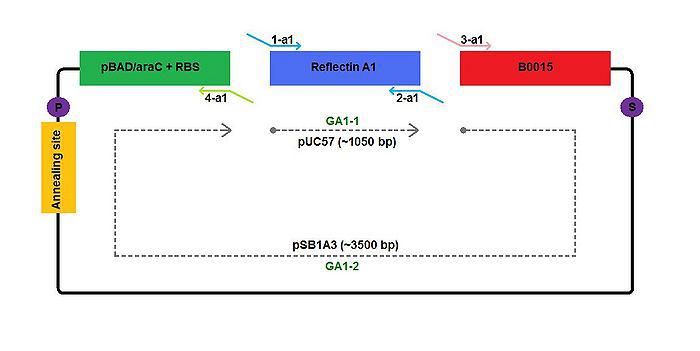 1-a1
3-a1
pBAD/araC + RBS
Reflectin A1
B0015
4-a1
2-a1
P
S
GA1-1
pUC57 (~1050 bp)
Annealing site
pSB1A3 (~3500 bp)
GA1-2